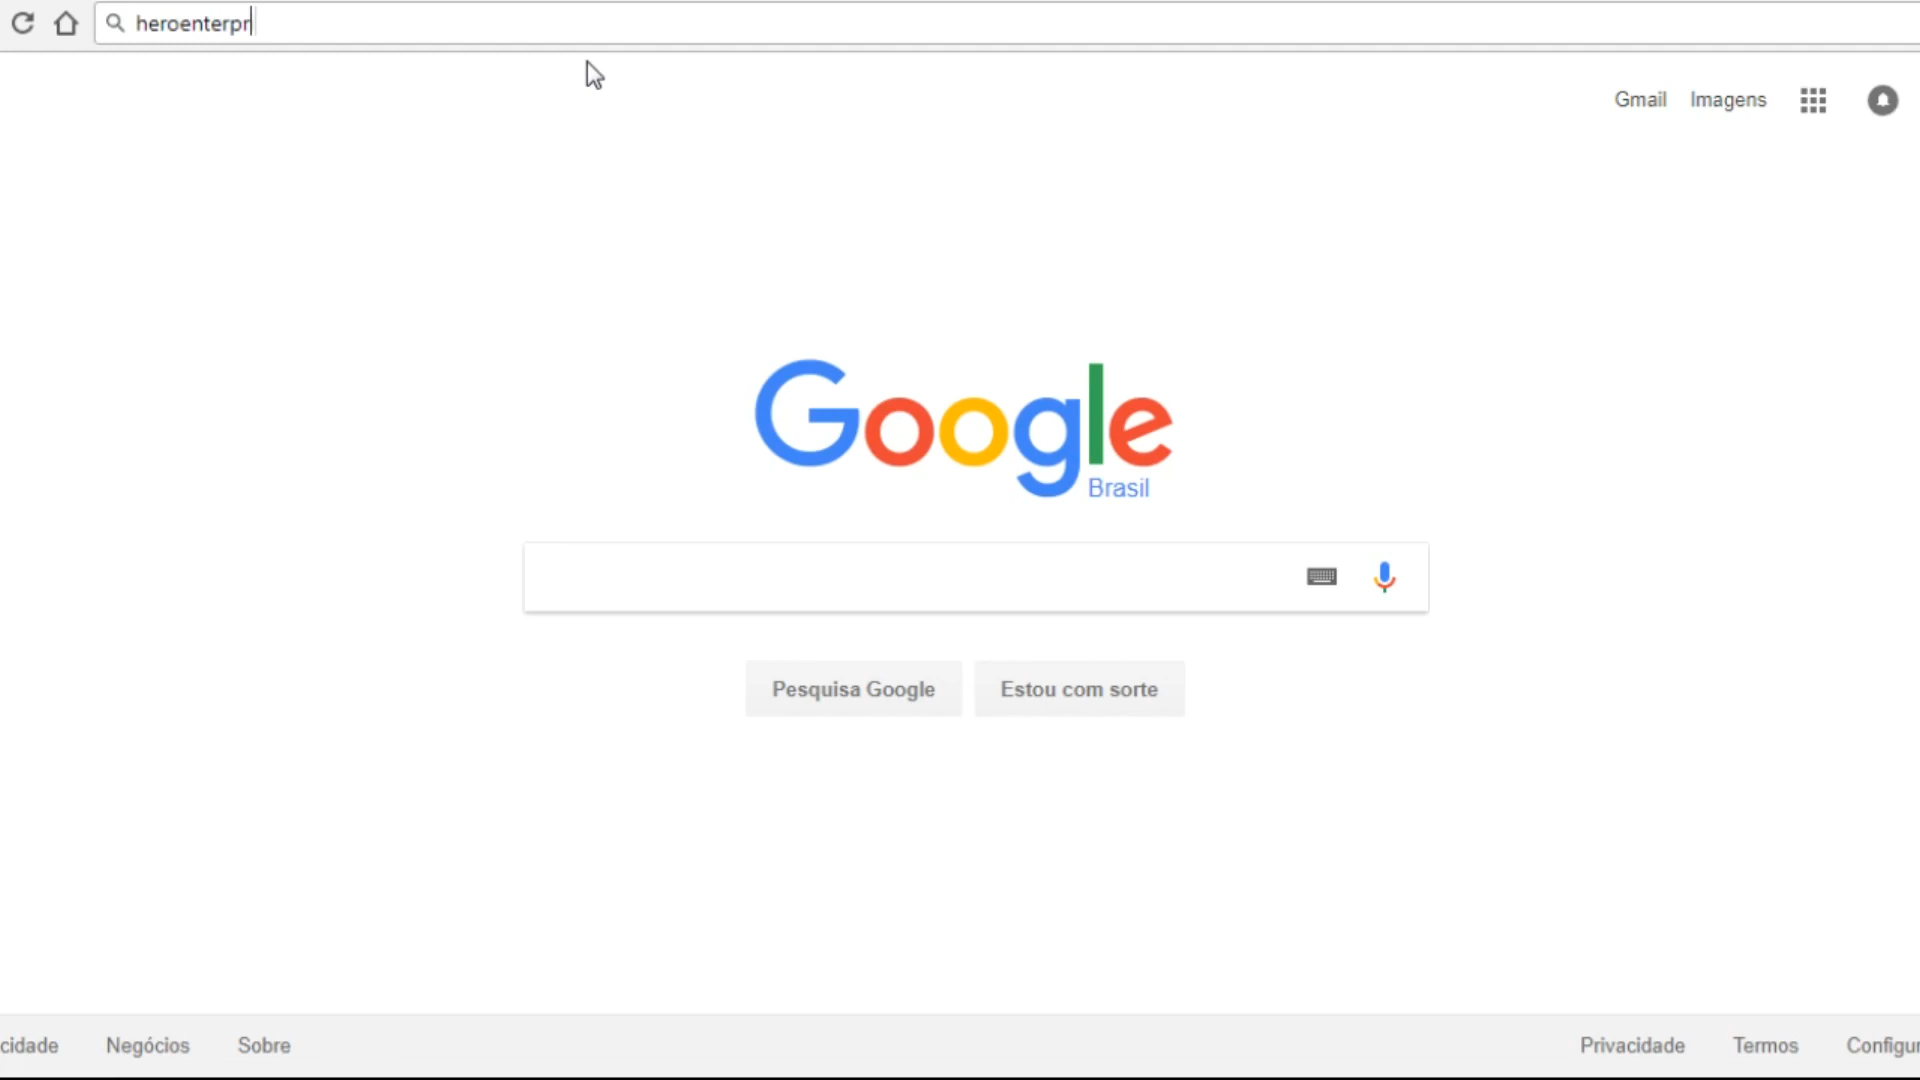 heroenterpr
Gmail Imagens
Google
Brasil
Pesquisa Google Estou com sorte
cidade Negócios Sobre Privacidade Termos Configur